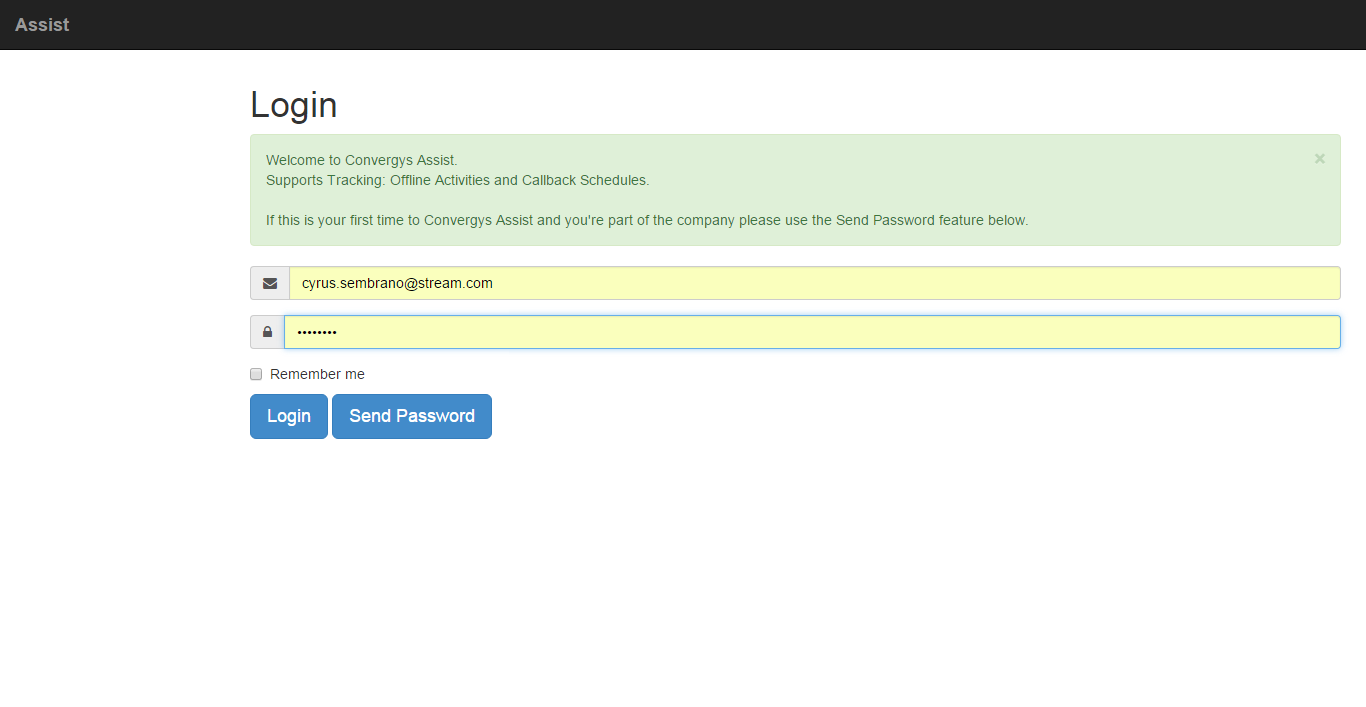 Assist
Login
Welcome to Convergys Assist.
×
Supports Tracking: Offline Activities and Callback Schedules.
If this is your first time to Convergys Assist and you're part of the company please use the Send Password feature below.
cyrus.sembrano@stream.com
••••••••
Remember me
Login Send Password